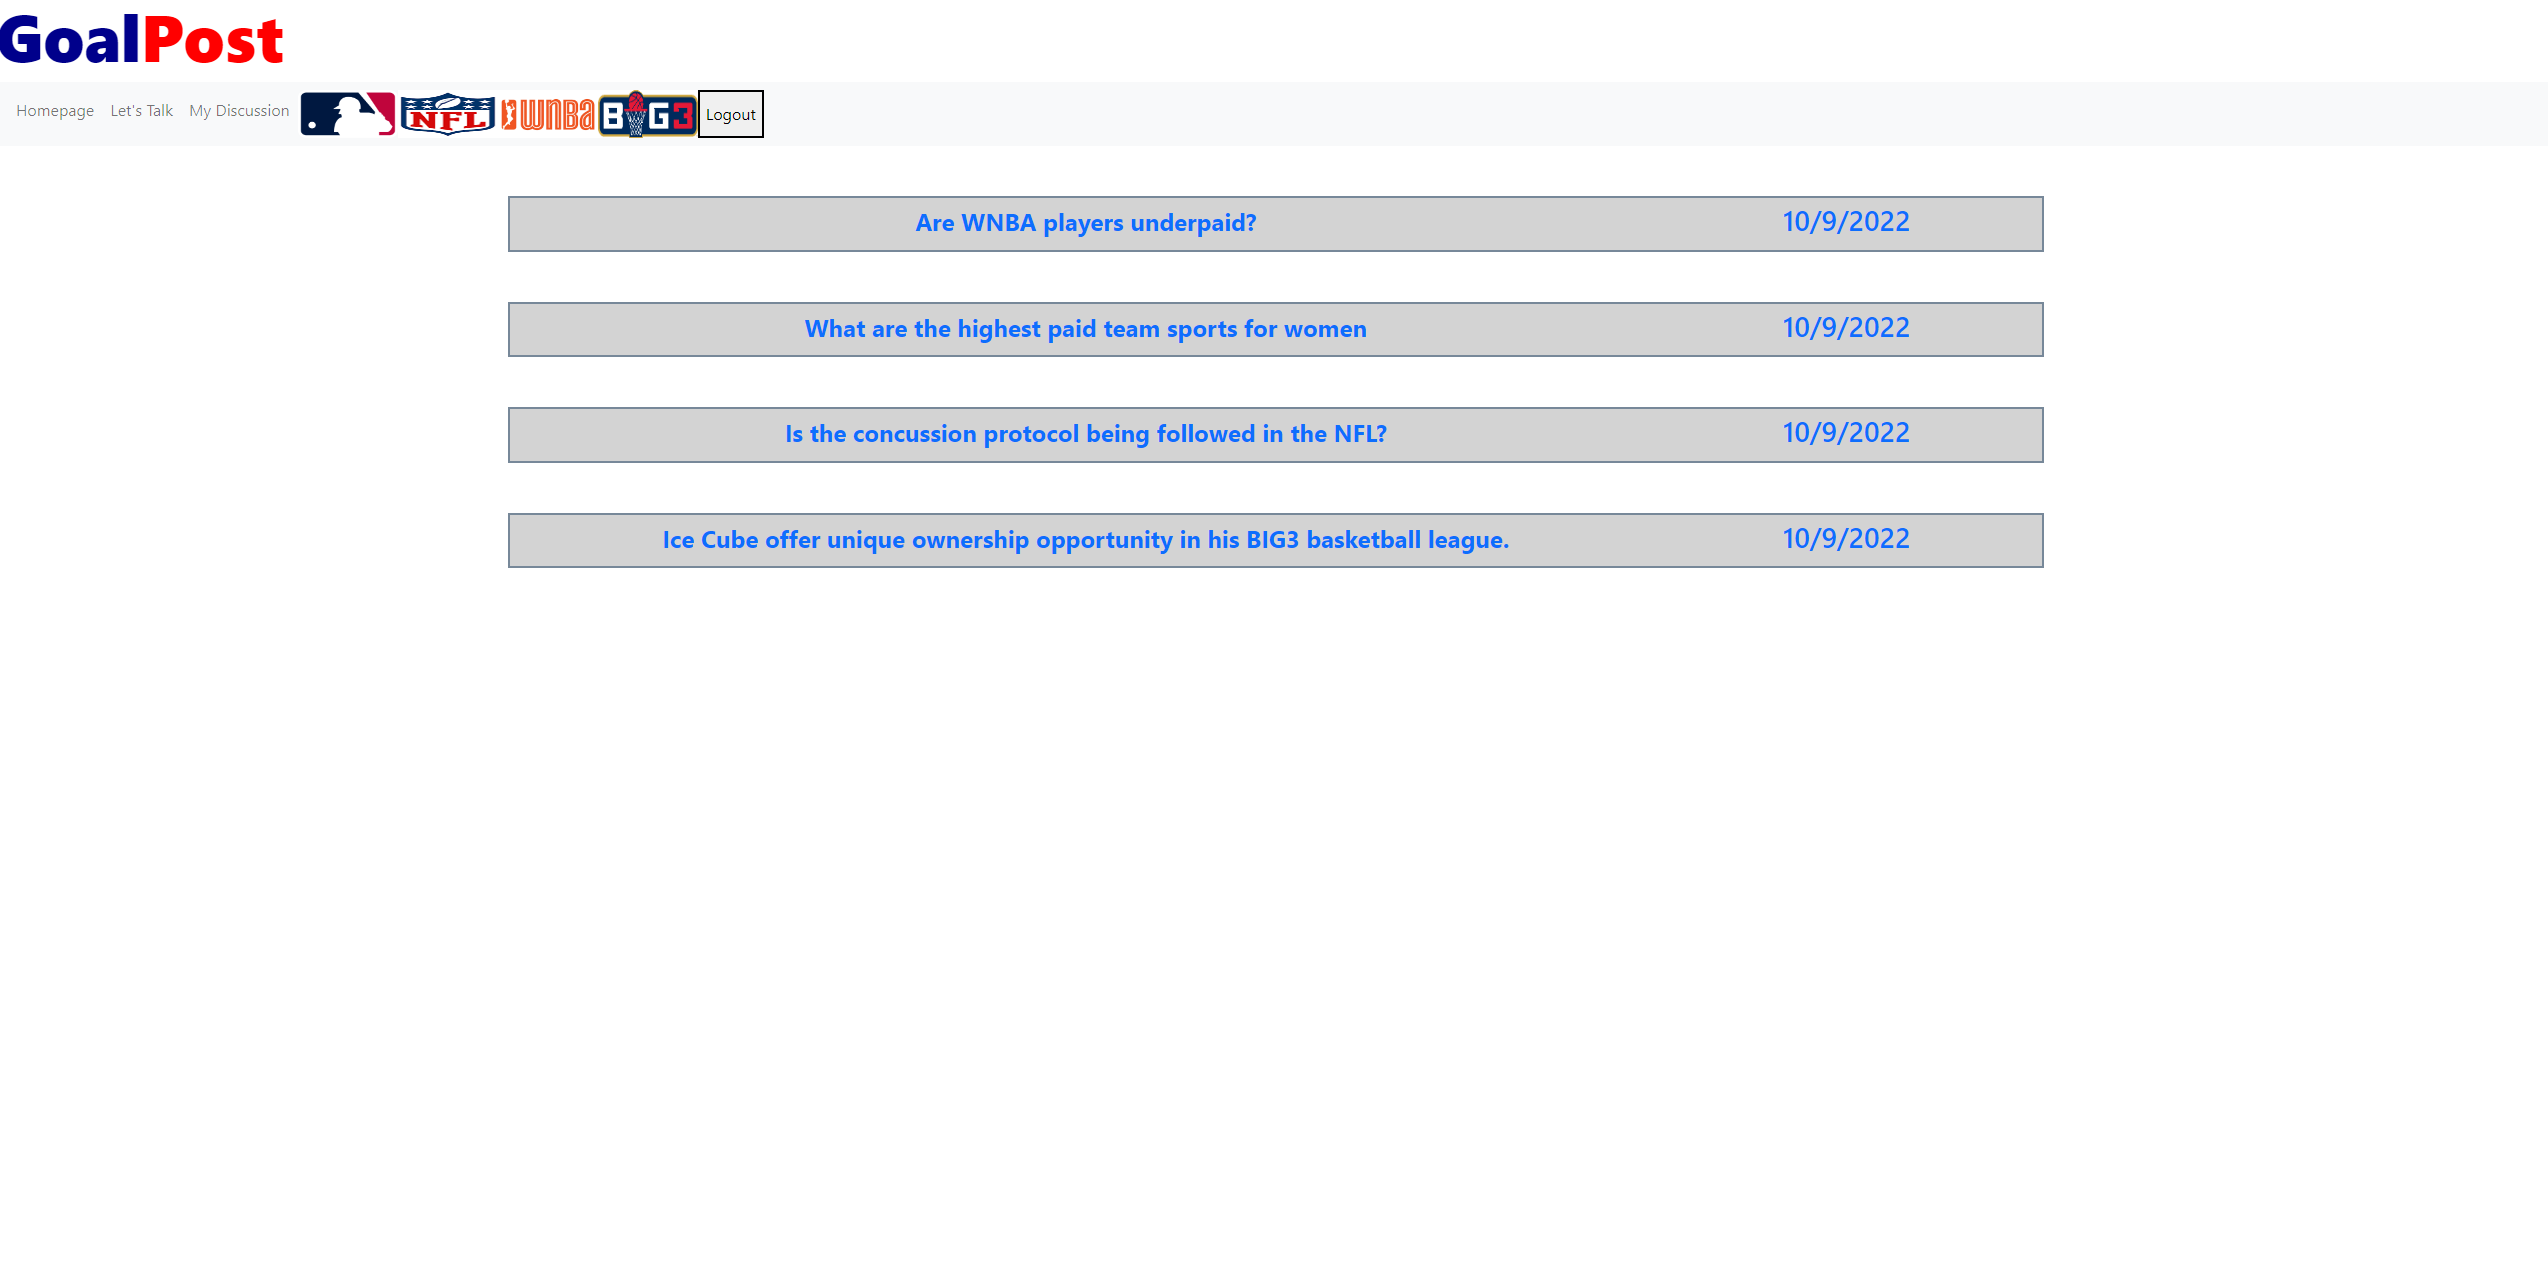 GoalPost
Homepage Let's Talk My Discussion NFL WNBA BIG3 Logout
Are WNBA players underpaid? 10/9/2022
What are the highest paid team sports for women 10/9/2022
Is the concussion protocol being followed in the NFL? 10/9/2022
Ice Cube offer unique ownership opportunity in his BIG3 basketball league. 10/9/2022